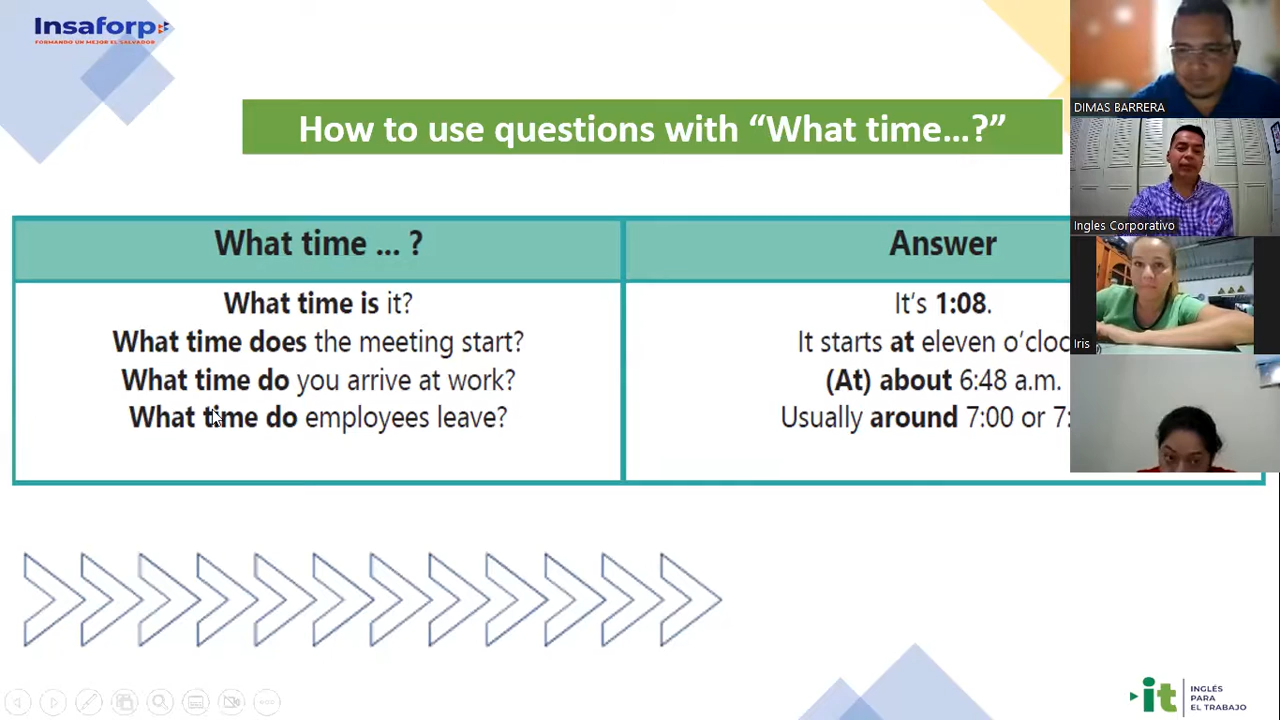 Insaforp
FORMANDO UN MEJOR EL SALVADOR
How to use questions with “What time...?”
What time ... ?
Answer
What time is it?
It’s 1:08.
What time does the meeting start?
It starts at eleven o’cloc
What time do you arrive at work?
(At) about 6:48 a.m.
What time do employees leave?
Usually around 7:00 or 7:
DIMAS BARRERA
Ingles Corporativo
Iris
it
INGLÉS
PARA
EL TRABAJO